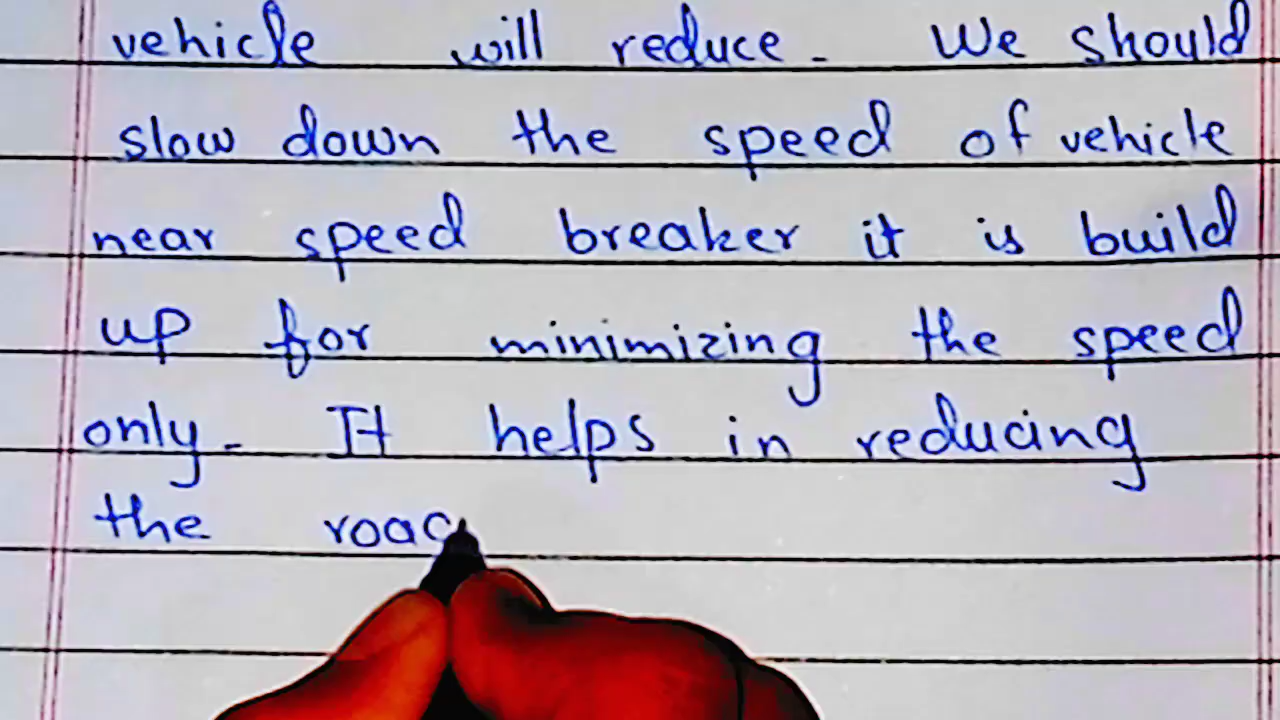 vehicle will reduce. We should
slow down the speed of vehicle
near speed breaker it is build
up for minimizing the speed
only. It helps in reducing
the